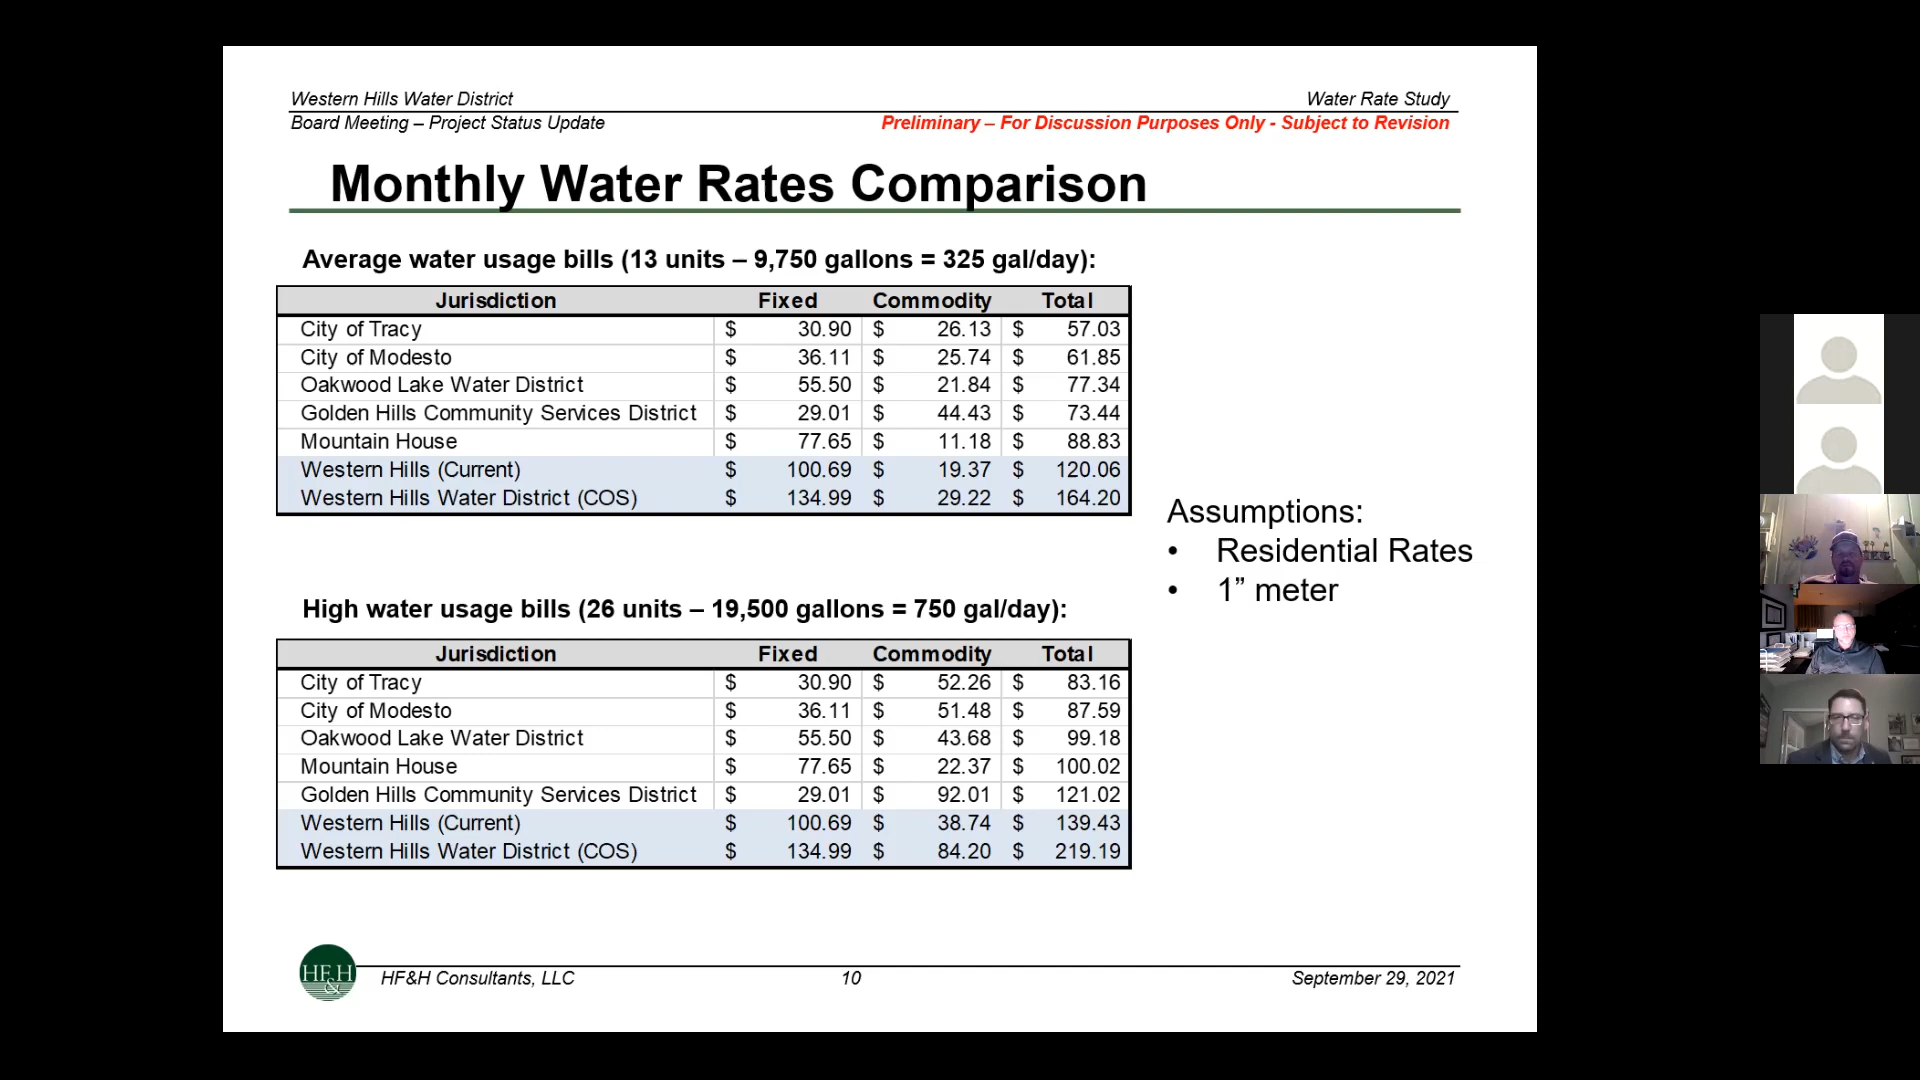 Western Hills Water District Water Rate Study
Board Meeting – Project Status Update Preliminary – For Discussion Purposes Only - Subject to Revision
Monthly Water Rates Comparison
Average water usage bills (13 units – 9,750 gallons = 325 gal/day):
Jurisdiction Fixed Commodity Total
City of Tracy $ 30.90 $ 26.13 $ 57.03
City of Modesto $ 36.11 $ 25.74 $ 61.85
Oakwood Lake Water District $ 55.50 $ 21.84 $ 77.34
Golden Hills Community Services District $ 29.01 $ 44.43 $ 73.44
Mountain House $ 77.65 $ 11.18 $ 88.83
Western Hills (Current) $ 100.69 $ 19.37 $ 120.06
Western Hills Water District (COS) $ 134.99 $ 29.22 $ 164.20
Assumptions:
• Residential Rates
• 1” meter
High water usage bills (26 units – 19,500 gallons = 750 gal/day):
Jurisdiction Fixed Commodity Total
City of Tracy $ 30.90 $ 52.26 $ 83.16
City of Modesto $ 36.11 $ 51.48 $ 87.59
Oakwood Lake Water District $ 55.50 $ 43.68 $ 99.18
Mountain House $ 77.65 $ 22.37 $ 100.02
Golden Hills Community Services District $ 29.01 $ 92.01 $ 121.02
Western Hills (Current) $ 100.69 $ 38.74 $ 139.43
Western Hills Water District (COS) $ 134.99 $ 84.20 $ 219.19
HF&H
HF&H Consultants, LLC 10 September 29, 2021